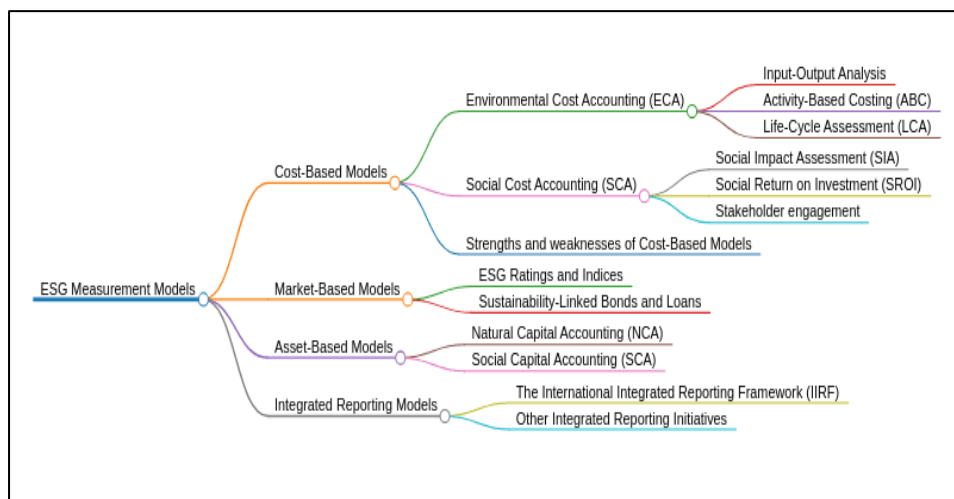 Input-Output Analysis
Environmental Cost Accounting (ECA)
Activity-Based Costing (ABC)
Life-Cycle Assessment (LCA)
Cost-Based Models
Social Impact Assessment (SIA)
Social Cost Accounting (SCA)
Social Return on Investment (SROI)
Stakeholder engagement
Strengths and weaknesses of Cost-Based Models
ESG Measurement Models
Market-Based Models
ESG Ratings and Indices
Sustainability-Linked Bonds and Loans
Asset-Based Models
Natural Capital Accounting (NCA)
Social Capital Accounting (SCA)
Integrated Reporting Models
The International Integrated Reporting Framework (IIRF)
Other Integrated Reporting Initiatives